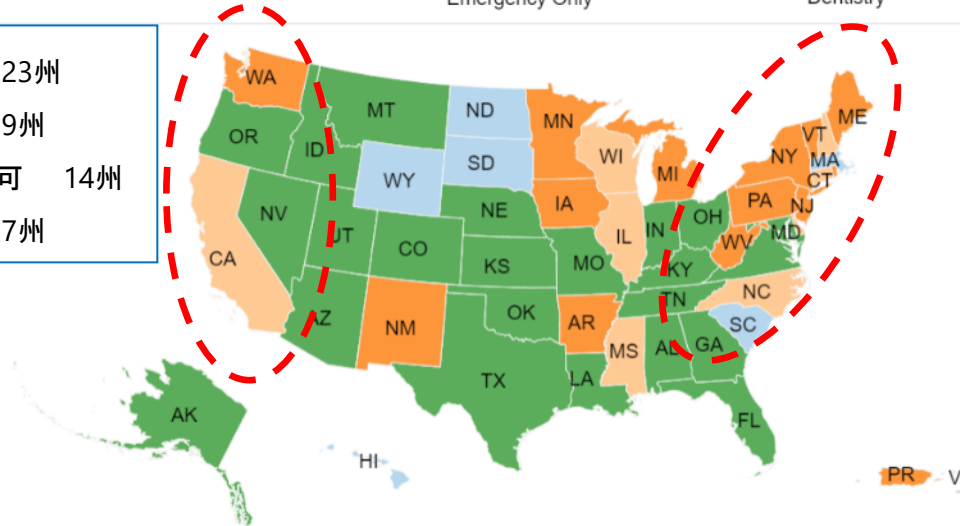 Emergency Only
Dentistry
23州
9州
可 14州
7州
WA
MT
ND
MN
ME
OR
ID
SD
WI
VT
NY
MA
MI
CT
WY
PA
NJ
NV
NE
IA
OH
UT
CO
IL
IN
WV
MD
CA
KS
MO
KY
NC
AZ
NM
OK
AR
TN
SC
MS
AL
GA
TX
LA
AK
FL
HI
PR
V